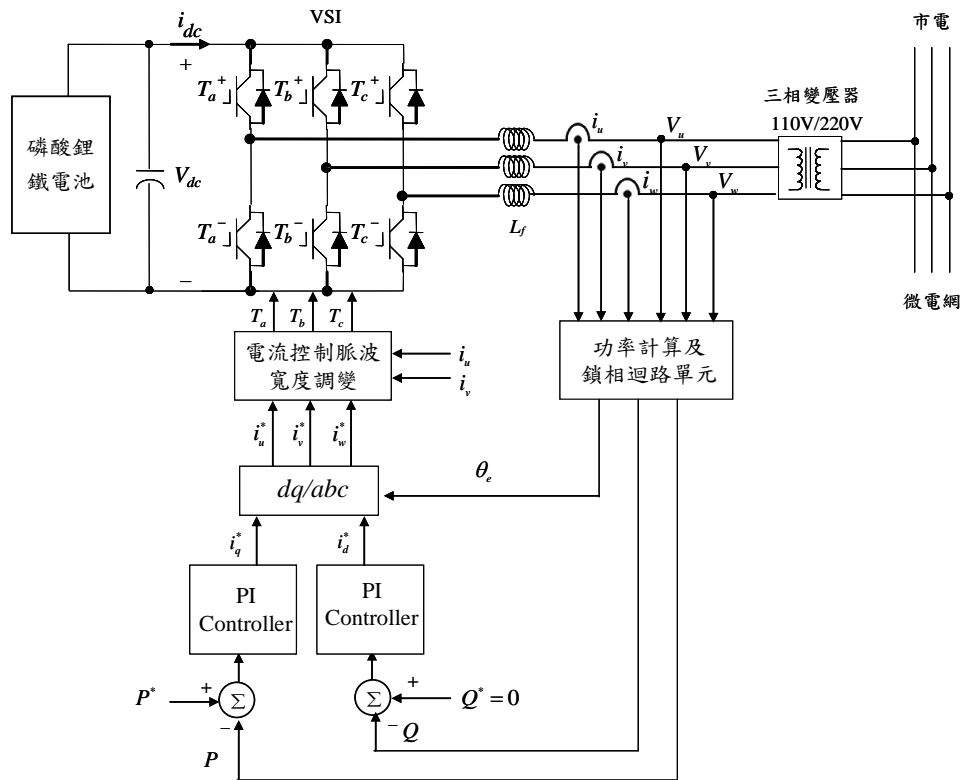 VSI
市電
i_dc
+
T_a^+
T_b^+
T_c^+
三相變壓器
110V/220V
磷酸鋰
鐵電池
V_dc
i_u
V_u
i_v
V_v
i_w
V_w
T_a^-
T_b^-
T_c^-
L_f
−
微電網
T_a
T_b
T_c
電流控制脈波
寬度調變
i_u
i_v
功率計算及
鎖相迴路單元
i_u^*
i_v^*
i_w^*
dq/abc
θ_e
i_q^*
i_d^*
PI
Controller
PI
Controller
P^*
+
Σ
−
P
Σ
+
Q^* = 0
− Q